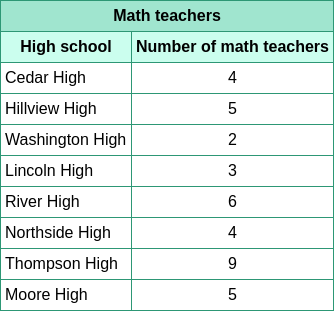 Math teachers
High school Number of math teachers
Cedar High 4
Hillview High 5
Washington High 2
Lincoln High 3
River High 6
Northside High 4
Thompson High 9
Moore High 5